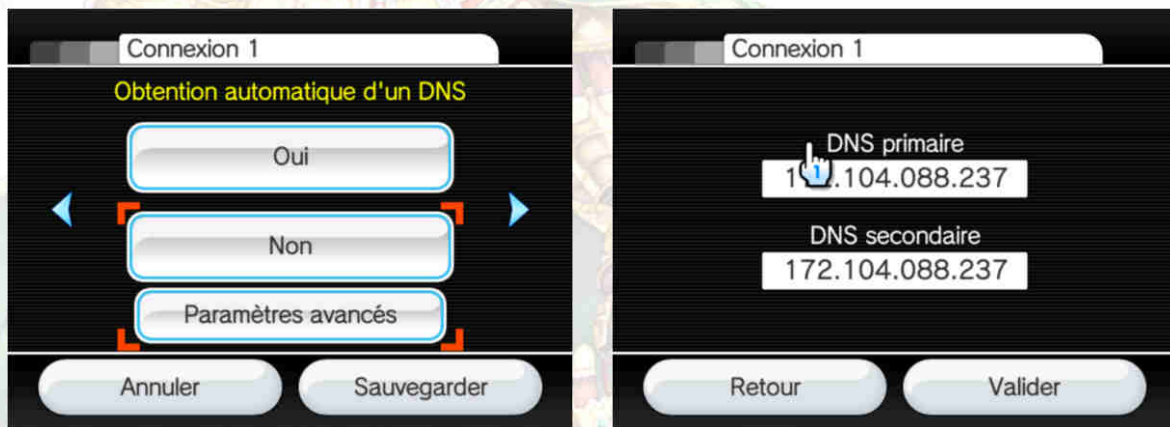 Connexion 1
Obtention automatique d'un DNS
Oui
Non
Paramètres avancés
Annuler
Sauvegarder
Connexion 1
DNS primaire
.104.088.237
DNS secondaire
172.104.088.237
Retour
Valider